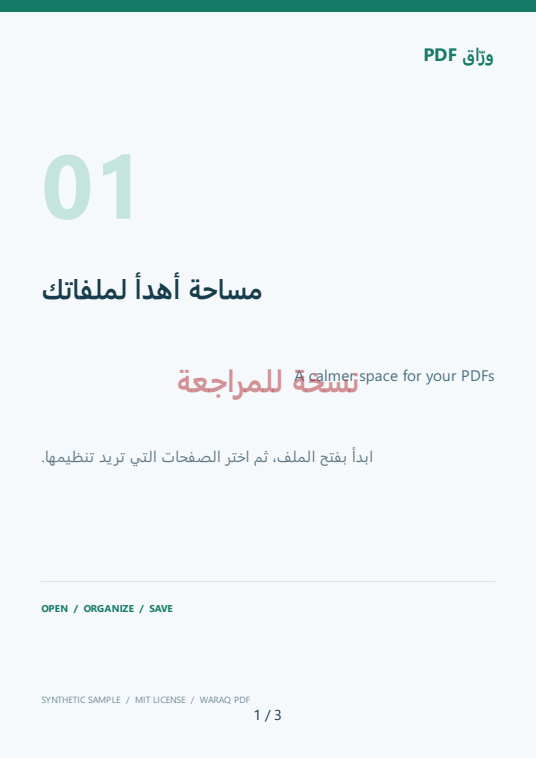 ورّاق PDF
01
مساحة أهدأ لملفاتك
A calmer space for your PDFs
نسخة للمراجعة
ابدأ بفتح الملف، ثم اختر الصفحات التي تريد تنظيمها.
OPEN / ORGANIZE / SAVE
SYNTHETIC SAMPLE / MIT LICENSE / WARAQ PDF
1 / 3